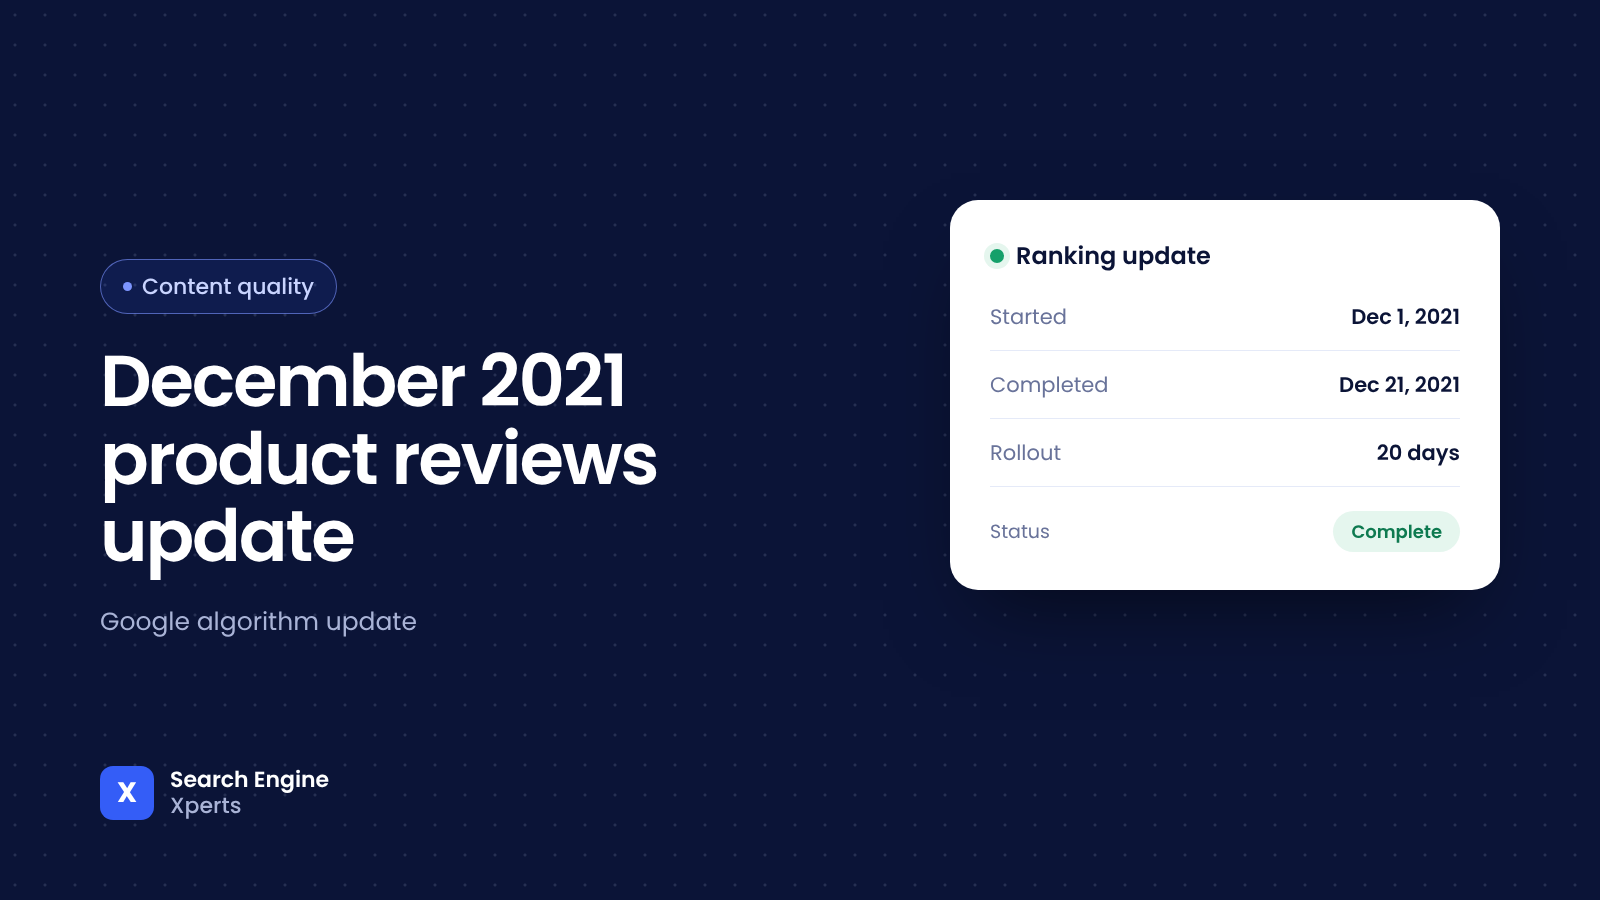 Content quality
December 2021
product reviews
update
Google algorithm update
X
Search Engine
Xperts
Ranking update
Started Dec 1, 2021
Completed Dec 21, 2021
Rollout 20 days
Status Complete